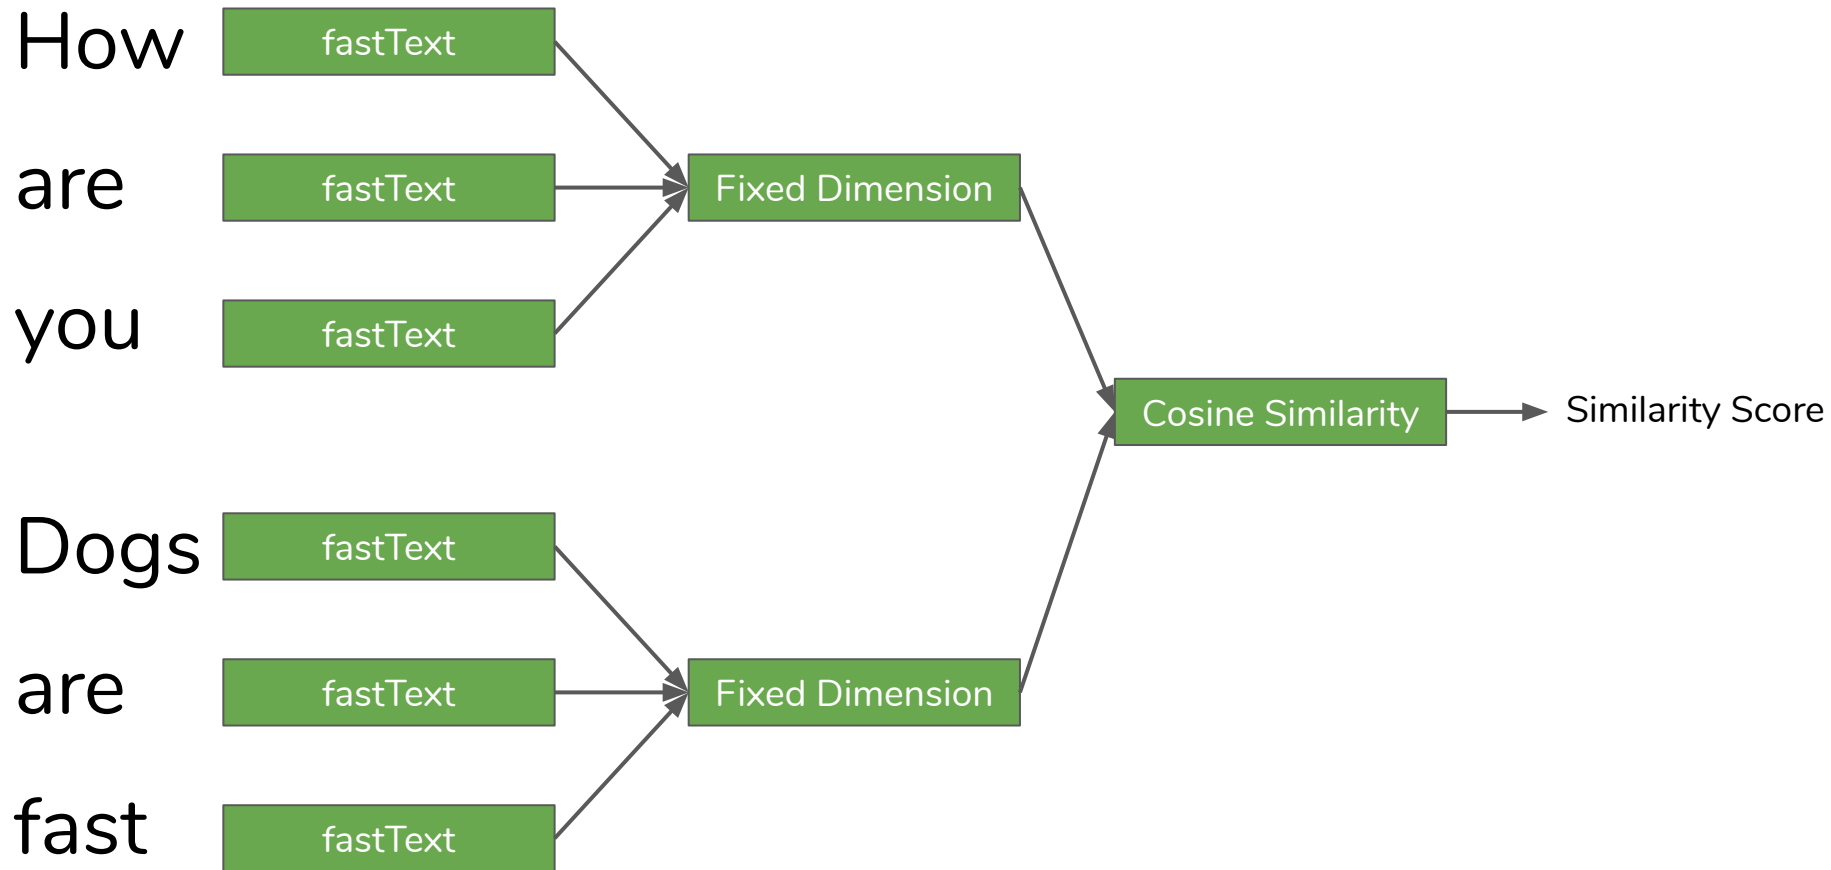 How
fastText
are
fastText
Fixed Dimension
you
fastText
Cosine Similarity
Similarity Score
Dogs
fastText
are
fastText
Fixed Dimension
fast
fastText